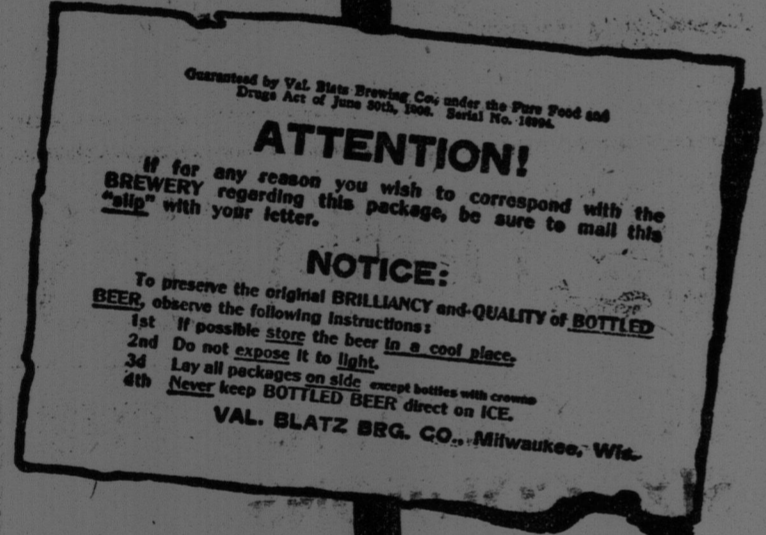 Guaranteed by Val. Blatz Brewing Co., under the Pure Food and
Drugs Act of June 30th, 1906. Serial No.
ATTENTION!
If for any reason you wish to correspond with the
BREWERY regarding this package, be sure to mail this
"slip" with your letter.
NOTICE:
To preserve the original BRILLIANCY and QUALITY of BOTTLED
BEER, observe the following instructions:
1st If possible store the beer in a cool place.
2nd Do not expose it to light.
3d Lay all packages on side except bottles with crowns
4th Never keep BOTTLED BEER direct on ICE.
VAL. BLATZ BRG. CO., Milwaukee, Wis.